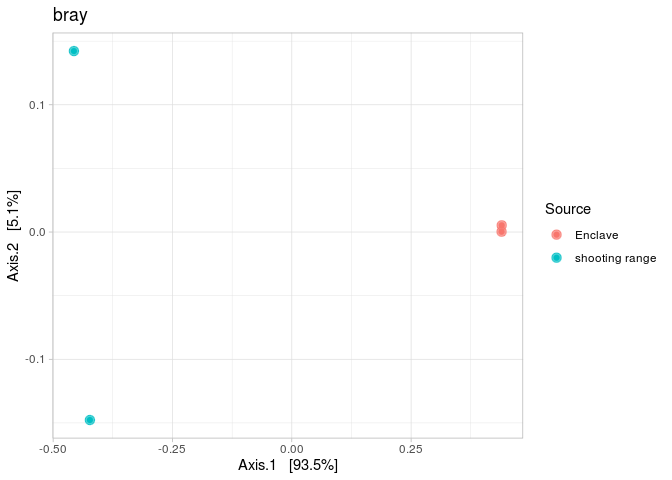 bray
0.1
0.0
-0.1
Axis.2 [5.1%]
-0.50
-0.25
0.00
0.25
Axis.1 [93.5%]
Source
Enclave
shooting range